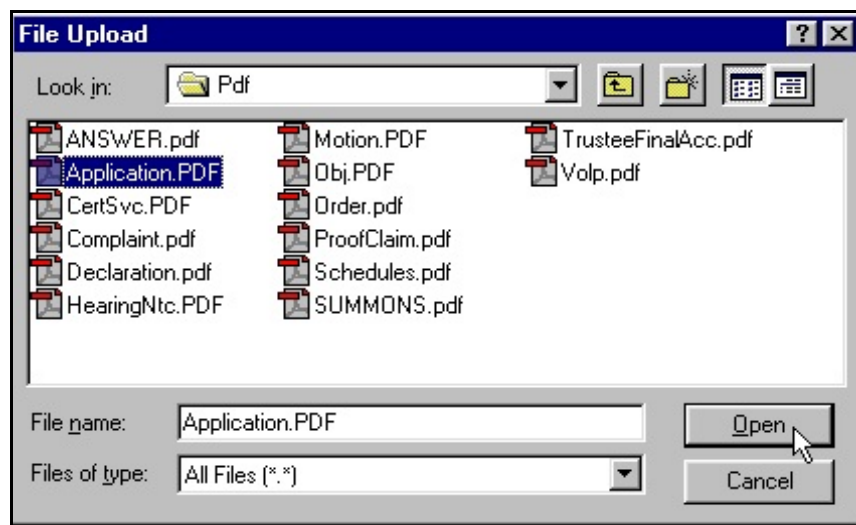 File Upload
Look in: Pdf
ANSWER.pdf Motion.PDF TrusteeFinalAcc.pdf
Application.PDF Obj.PDF Volp.pdf
CertSvc.PDF Order.pdf
Complaint.pdf ProofClaim.pdf
Declaration.pdf Schedules.pdf
HearingNtc.PDF SUMMONS.pdf
File name: Application.PDF Open
Files of type: All Files (*.*) Cancel